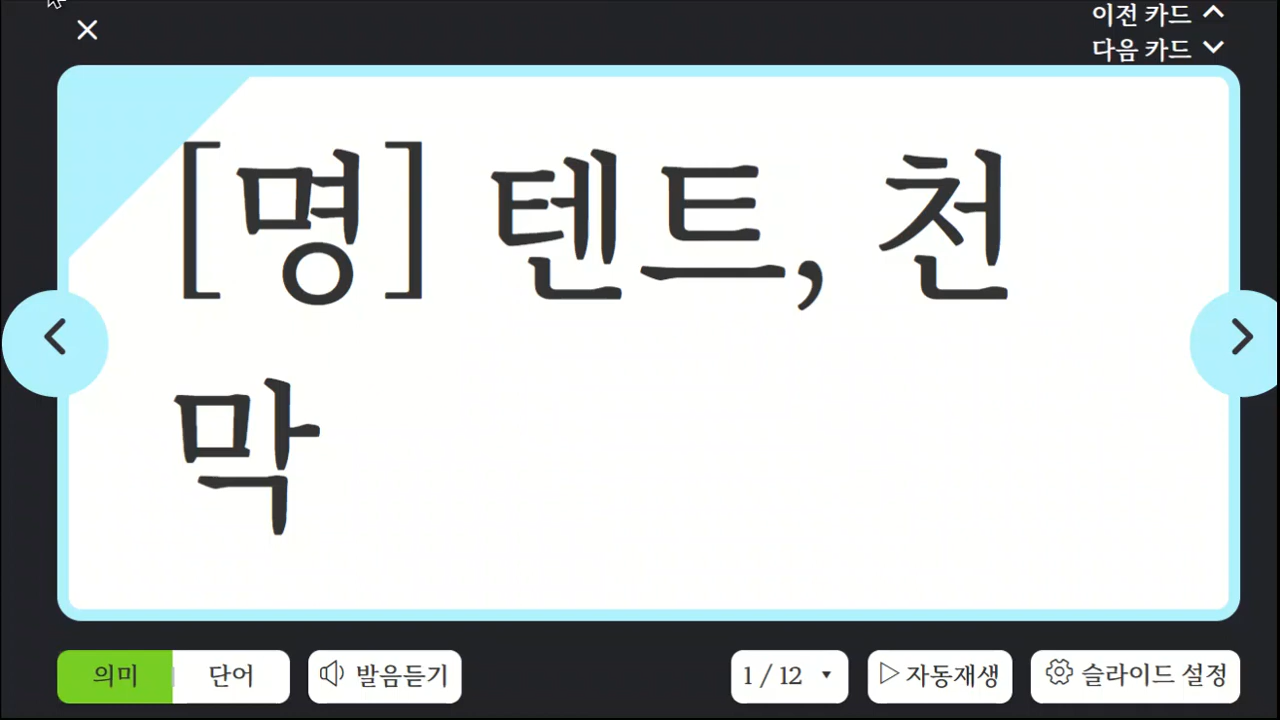 이전 카드
다음 카드
[명] 텐트, 천
막
의미
단어
발음듣기
1 / 12
자동재생
슬라이드 설정